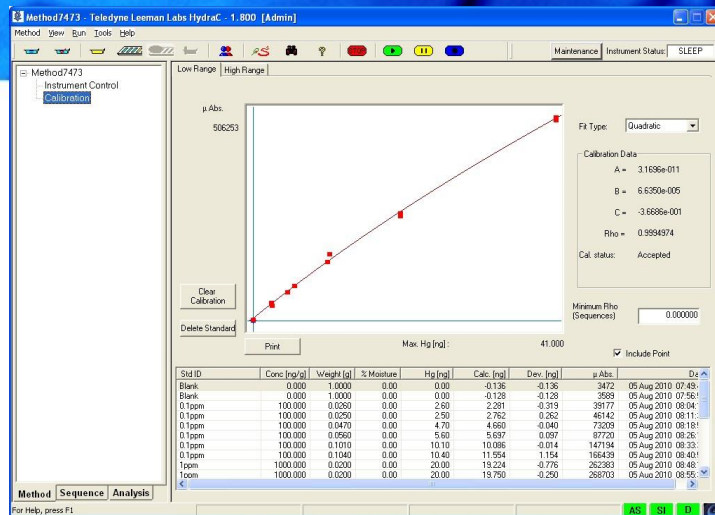 Method7473 - Teledyne Leeman Labs HydraC - 1.800 [Admin]
Method View Run Tools Help
STOP
Maintenance Instrument Status: SLEEP
Method7473
Instrument Control
Calibration
Low Range High Range
µ Abs.
506253
Fit Type: Quadratic
Calibration Data
A = 3.1696e-011
B = 6.6350e-005
C = -3.6686e-001
Rho = 0.9994974
Cal. status: Accepted
Clear Calibration
Delete Standard
Minimum Rho (Sequences) 0.000000
Print
Max. Hg [ng] : 41.000
Include Point
Std ID Conc [ng/g] Weight [g] % Moisture Hg [ng] Calc. [ng] Dev. [ng] µ Abs. Da
Blank 0.000 1.0000 0.00 0.00 -0.136 -0.136 3472 05 Aug 2010 07:49:
Blank 0.000 1.0000 0.00 0.00 -0.128 -0.128 3589 05 Aug 2010 07:56:
0.1ppm 100.000 0.0260 0.00 2.60 2.281 -0.319 39177 05 Aug 2010 08:04:
0.1ppm 100.000 0.0250 0.00 2.50 2.762 0.262 46142 05 Aug 2010 08:11:
0.1ppm 100.000 0.0470 0.00 4.70 4.660 -0.040 73209 05 Aug 2010 08:18:
0.1ppm 100.000 0.0560 0.00 5.60 5.697 0.097 87720 05 Aug 2010 08:26:
0.1ppm 100.000 0.1010 0.00 10.10 10.086 -0.014 147194 05 Aug 2010 08:33:
0.1ppm 100.000 0.1040 0.00 10.40 11.554 1.154 166439 05 Aug 2010 08:40:
1ppm 1000.000 0.0200 0.00 20.00 19.224 -0.776 262383 05 Aug 2010 08:48:
1ppm 1000.000 0.0200 0.00 20.00 19.750 -0.250 268703 05 Aug 2010 08:55:
Method Sequence Analysis
For Help, press F1
AS SI D